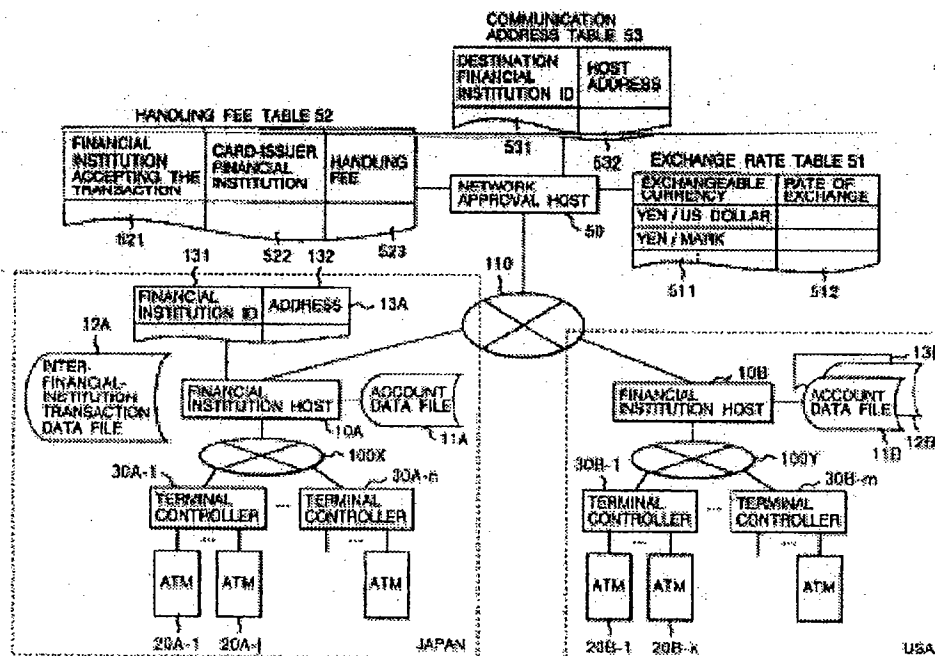 COMMUNICATION
ADDRESS TABLE 53
DESTINATION
FINANCIAL
INSTITUTION ID
HOST
ADDRESS
531
532
HANDLING FEE TABLE 52
FINANCIAL
INSTITUTION
ACCEPTING THE
TRANSACTION
CARD-ISSUER
FINANCIAL
INSTITUTION
HANDLING
FEE
521
522
523
NETWORK
APPROVAL HOST
50
EXCHANGE RATE TABLE 51
EXCHANGEABLE
CURRENCY
RATE OF
EXCHANGE
YEN / US DOLLAR
YEN / MARK
511
512
131
132
FINANCIAL
INSTITUTION ID
ADDRESS
13A
110
12A
INTER-
FINANCIAL-
INSTITUTION
TRANSACTION
DATA FILE
FINANCIAL
INSTITUTION HOST
10A
ACCOUNT
DATA FILE
11A
100X
30A-1
30A-n
TERMINAL
CONTROLLER
...
TERMINAL
CONTROLLER
...
...
ATM
ATM
ATM
20A-1
20A-j
JAPAN
10B
FINANCIAL
INSTITUTION HOST
ACCOUNT
DATA FILE
11B
12B
100Y
30B-1
30B-m
TERMINAL
CONTROLLER
...
TERMINAL
CONTROLLER
...
...
ATM
ATM
ATM
20B-1
20B-k
USA